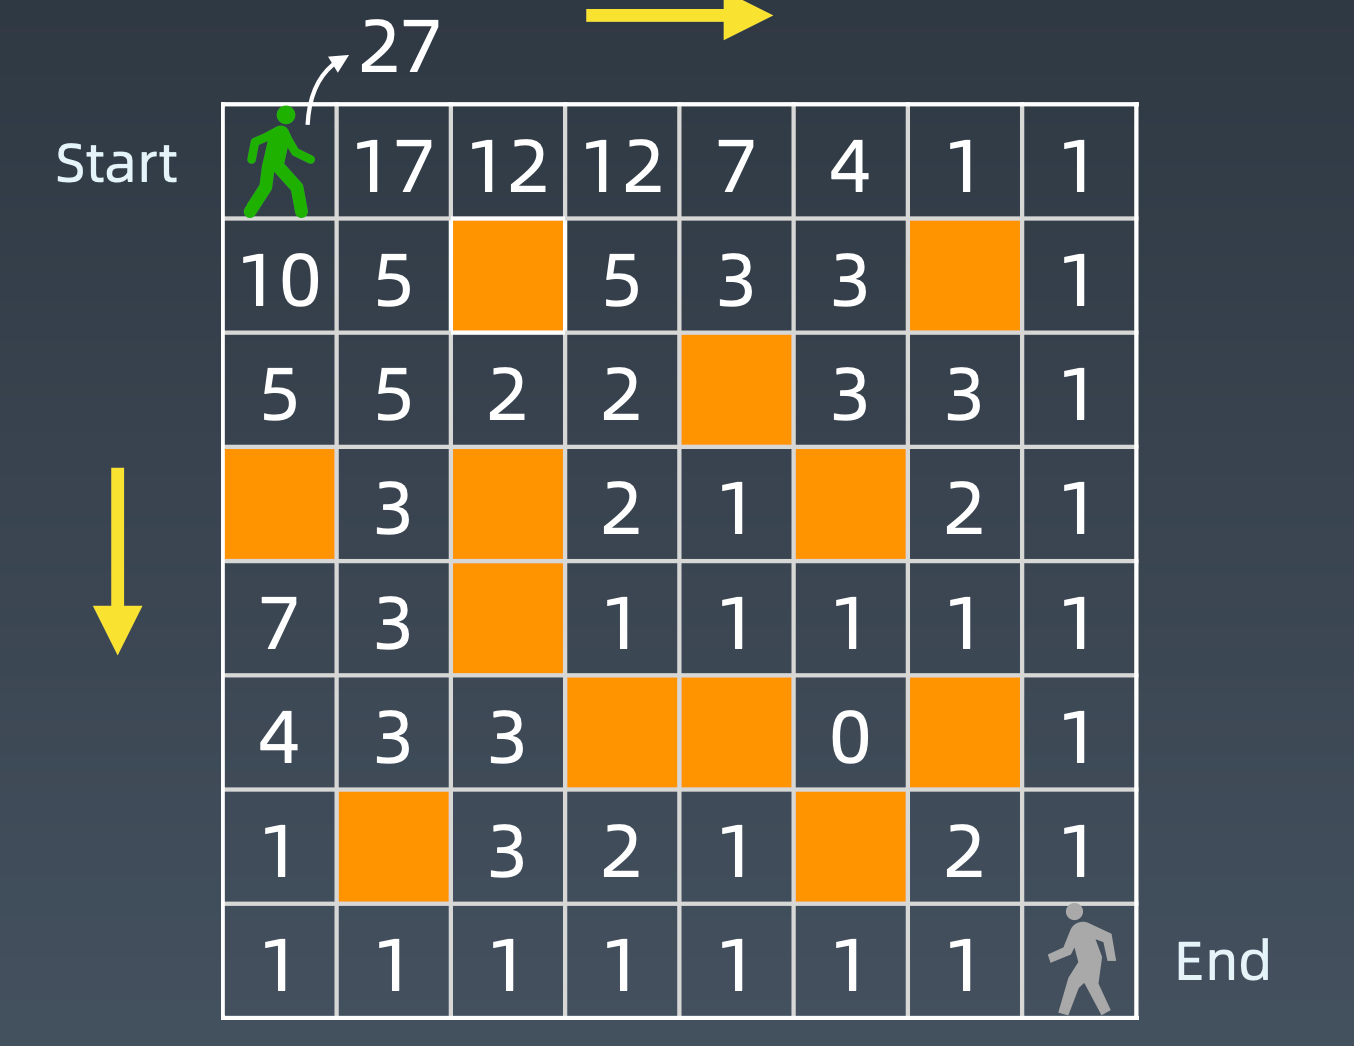 27
Start 17 12 12 7 4 1 1
10 5 5 3 3 1
5 5 2 2 3 3 1
3 2 1 2 1
7 3 1 1 1 1 1
4 3 3 0 1
1 3 2 1 2 1
1 1 1 1 1 1 1 End